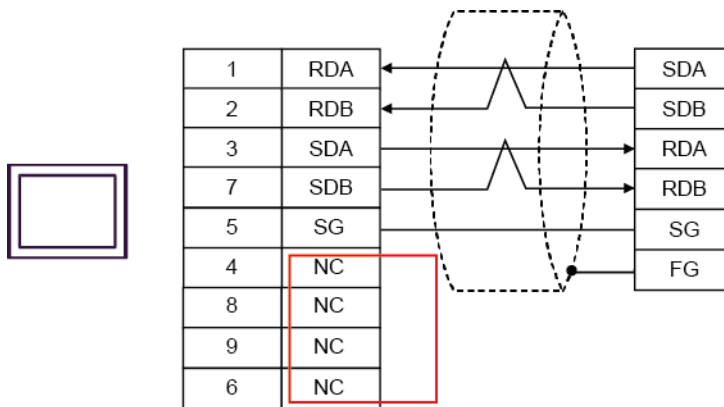 1 RDA SDA
2 RDB SDB
3 SDA RDA
7 SDB RDB
5 SG SG
4 NC FG
8 NC
9 NC
6 NC